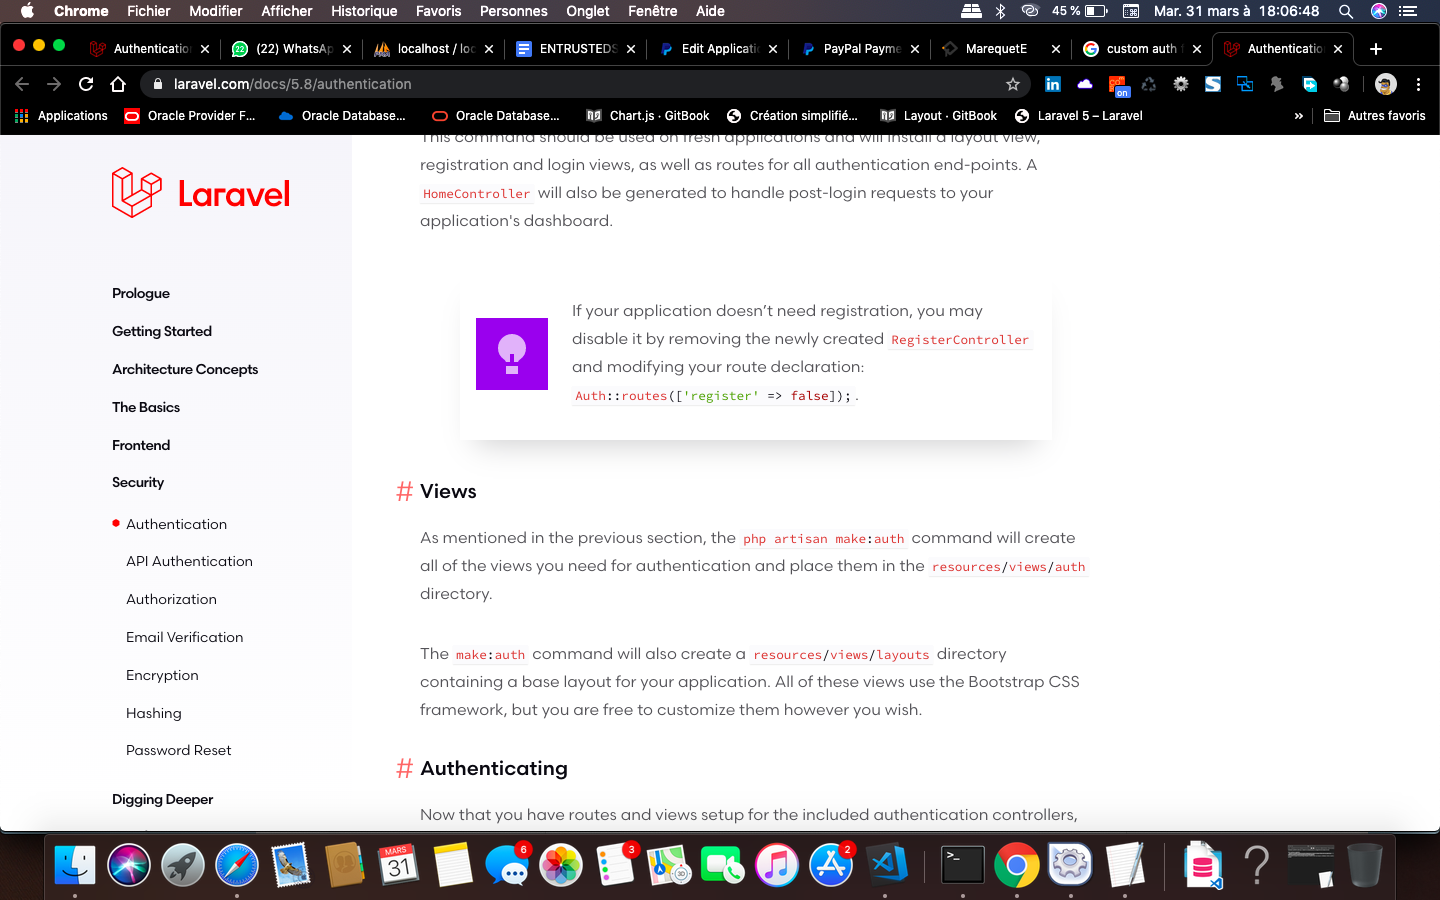 Chrome Fichier Modifier Afficher Historique Favoris Personnes Onglet Fenêtre Aide 45 % Mar. 31 mars à 18:06:48
Authentication (22) WhatsAp localhost / loc ENTRUSTEDS Edit Applicatio PayPal Payme MarequetE custom auth Authentication
laravel.com/docs/5.8/authentication
on
Applications Oracle Provider F... Oracle Database... Oracle Database... Chart.js · GitBook Création simplifié... Layout · GitBook Laravel 5 – Laravel » Autres favoris
Laravel
Prologue
Getting Started
Architecture Concepts
The Basics
Frontend
Security
Authentication
API Authentication
Authorization
Email Verification
Encryption
Hashing
Password Reset
Digging Deeper
This command should be used on fresh applications and will install a layout view,
registration and login views, as well as routes for all authentication end-points. A
HomeController will also be generated to handle post-login requests to your
application's dashboard.
If your application doesn’t need registration, you may
disable it by removing the newly created RegisterController
and modifying your route declaration:
Auth::routes(['register' => false]);.
# Views
As mentioned in the previous section, the php artisan make:auth command will create
all of the views you need for authentication and place them in the resources/views/auth
directory.
The make:auth command will also create a resources/views/layouts directory
containing a base layout for your application. All of these views use the Bootstrap CSS
framework, but you are free to customize them however you wish.
# Authenticating
Now that you have routes and views setup for the included authentication controllers,
MARS
31
6
3
2
>_
?